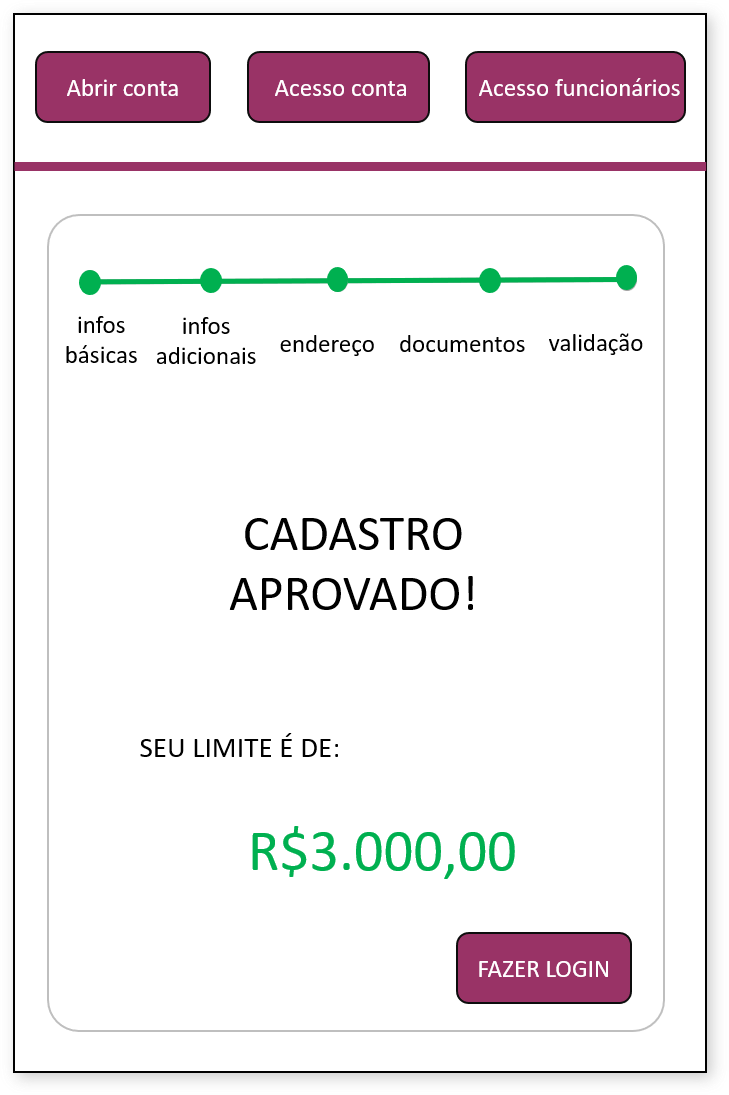 Abrir conta
Acesso conta
Acesso funcionários
infos
básicas
infos
adicionais
endereço
documentos
validação
CADASTRO
APROVADO!
SEU LIMITE É DE:
R$3.000,00
FAZER LOGIN